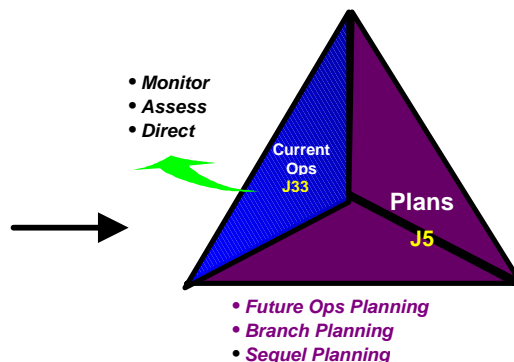 • Monitor
• Assess
• Direct
Current
Ops
J33
Plans
J5
• Future Ops Planning
• Branch Planning
• Sequel Planning